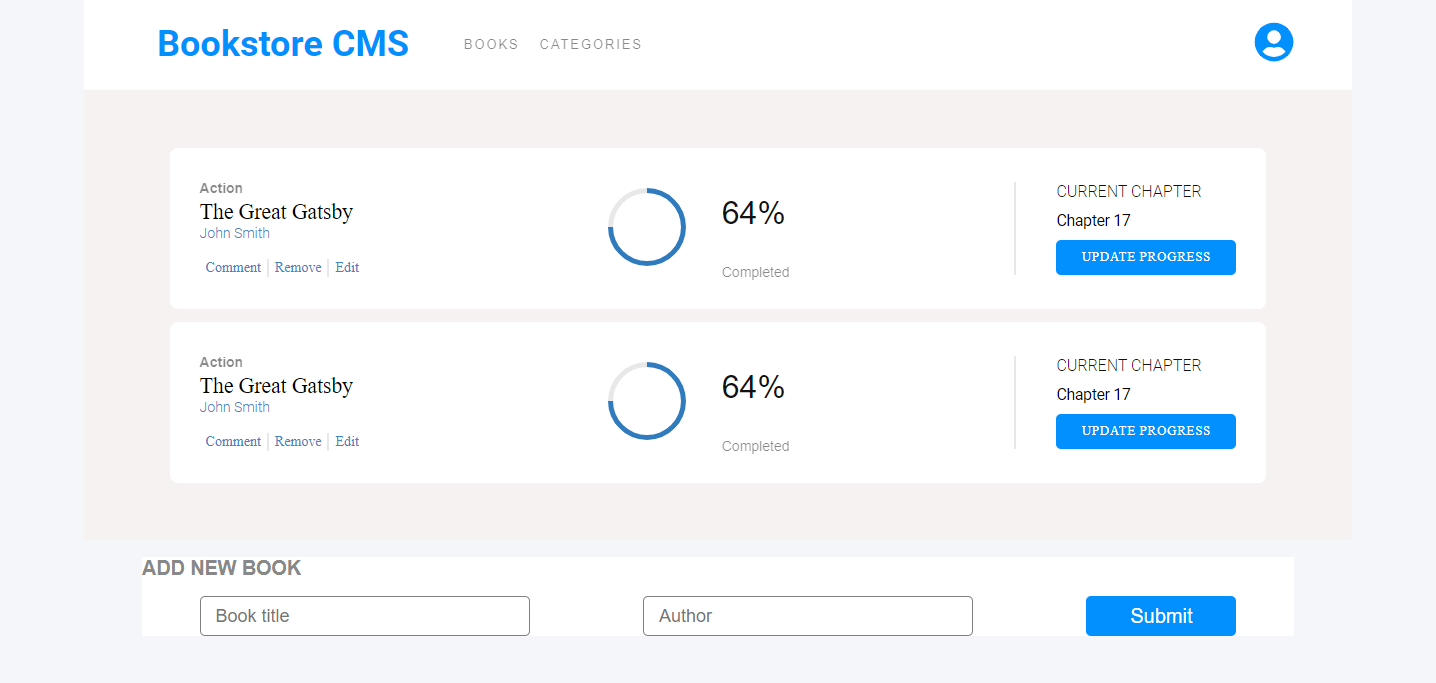 Bookstore CMS BOOKS CATEGORIES
Action
The Great Gatsby
John Smith
Comment Remove Edit
64%
Completed
CURRENT CHAPTER
Chapter 17
UPDATE PROGRESS
Action
The Great Gatsby
John Smith
Comment Remove Edit
64%
Completed
CURRENT CHAPTER
Chapter 17
UPDATE PROGRESS
ADD NEW BOOK
Book title Author Submit